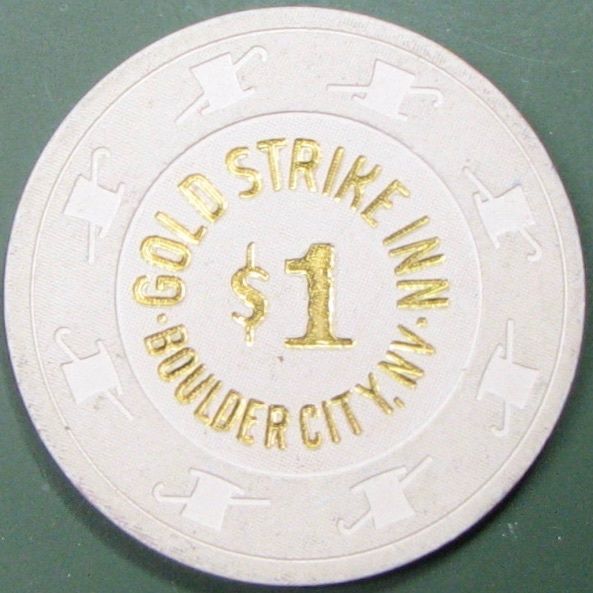 GOLD STRIKE INN
$1
BOULDER CITY, NV.